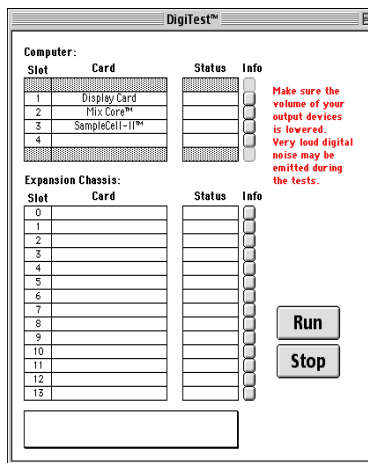 DigiTest™
Computer:
Slot Card Status Info
1 Display Card
2 Mix Core™
3 SampleCell-II™
4
Make sure the
volume of your
output devices
is lowered.
Very loud digital
noise may be
emitted during
the tests.
Expansion Chassis:
Slot Card Status Info
0
1
2
3
4
5
6
7
8
9
10
11
12
13
Run
Stop